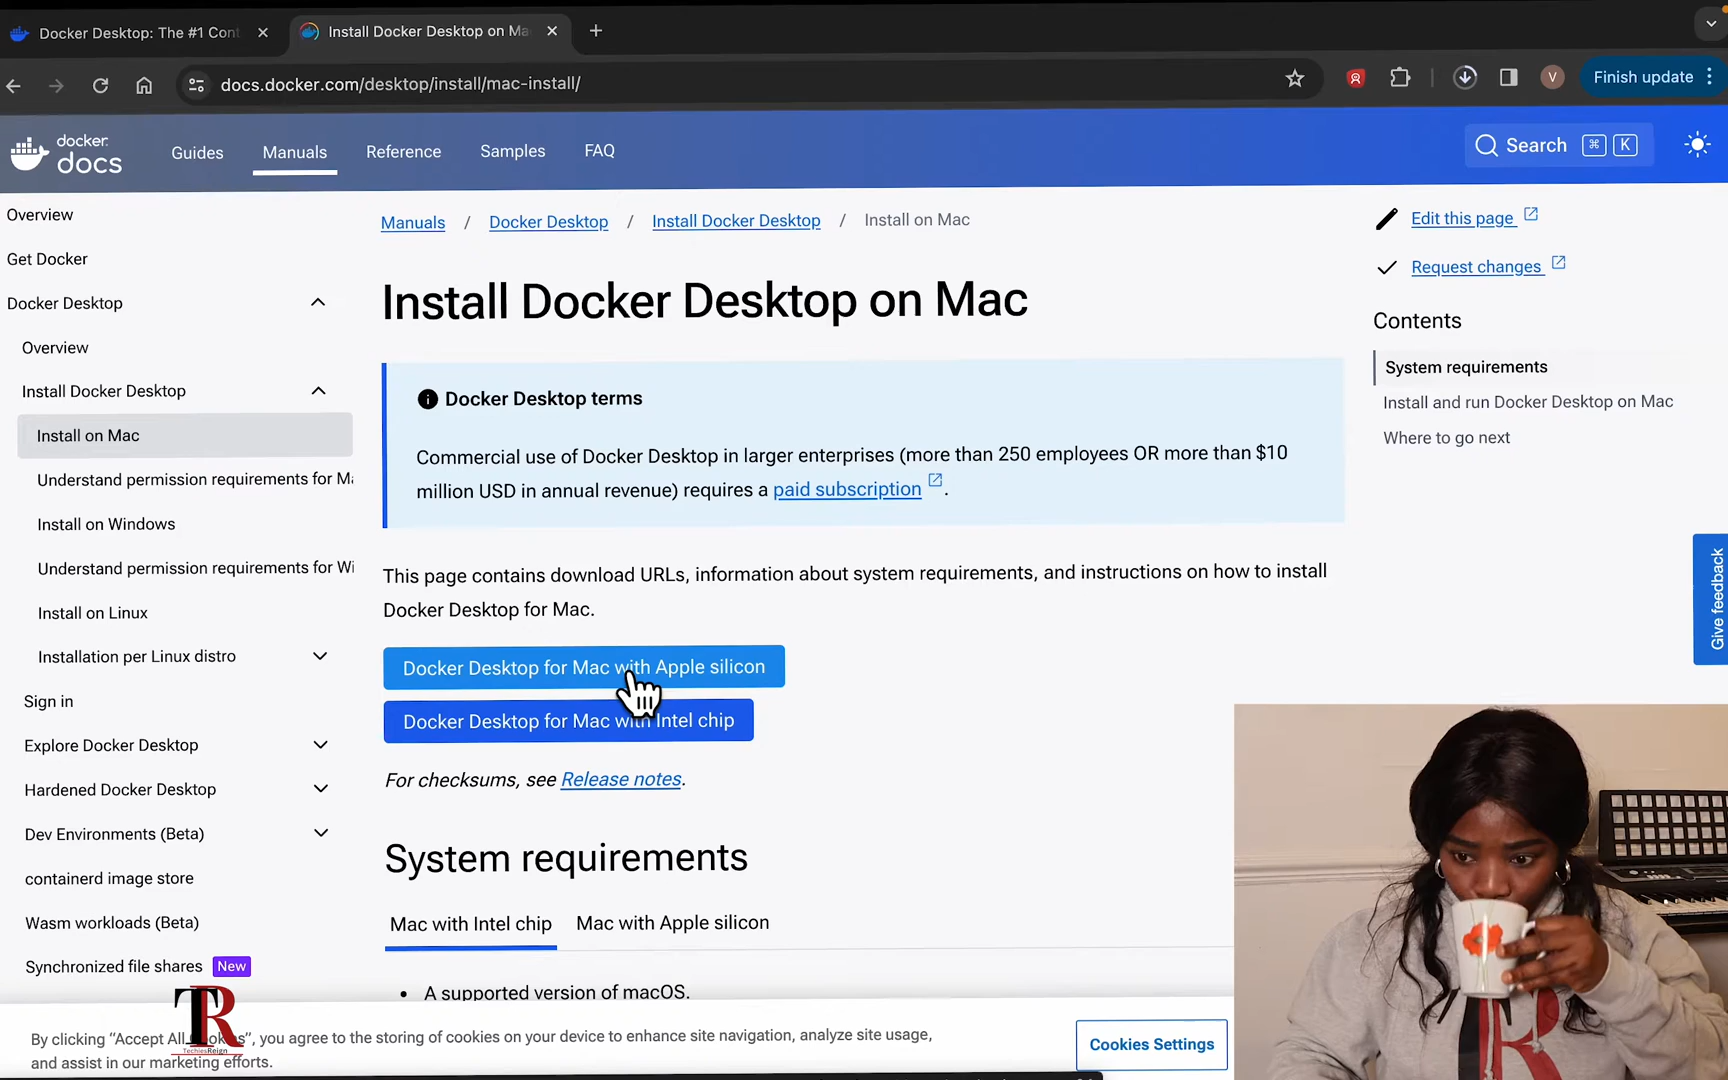 Docker Desktop: The #1 Cont
Install Docker Desktop on Ma
docs.docker.com/desktop/install/mac-install/
V
Finish update
docker
docs
Guides
Manuals
Reference
Samples
FAQ
Search ⌘ K
Overview
Get Docker
Docker Desktop
Overview
Install Docker Desktop
Install on Mac
Understand permission requirements for Ma
Install on Windows
Understand permission requirements for Wi
Install on Linux
Installation per Linux distro
Sign in
Explore Docker Desktop
Hardened Docker Desktop
Dev Environments (Beta)
containerd image store
Wasm workloads (Beta)
Synchronized file shares New
Manuals / Docker Desktop / Install Docker Desktop / Install on Mac
Install Docker Desktop on Mac
Docker Desktop terms
Commercial use of Docker Desktop in larger enterprises (more than 250 employees OR more than $10
million USD in annual revenue) requires a paid subscription .
This page contains download URLs, information about system requirements, and instructions on how to install
Docker Desktop for Mac.
Docker Desktop for Mac with Apple silicon
Docker Desktop for Mac with Intel chip
For checksums, see Release notes.
System requirements
Mac with Intel chip
Mac with Apple silicon
• A supported version of macOS.
Edit this page
Request changes
Contents
System requirements
Install and run Docker Desktop on Mac
Where to go next
Give feedback
By clicking “Accept All Cookies”, you agree to the storing of cookies on your device to enhance site navigation, analyze site usage,
and assist in our marketing efforts.
Cookies Settings
TR
TechiesReign